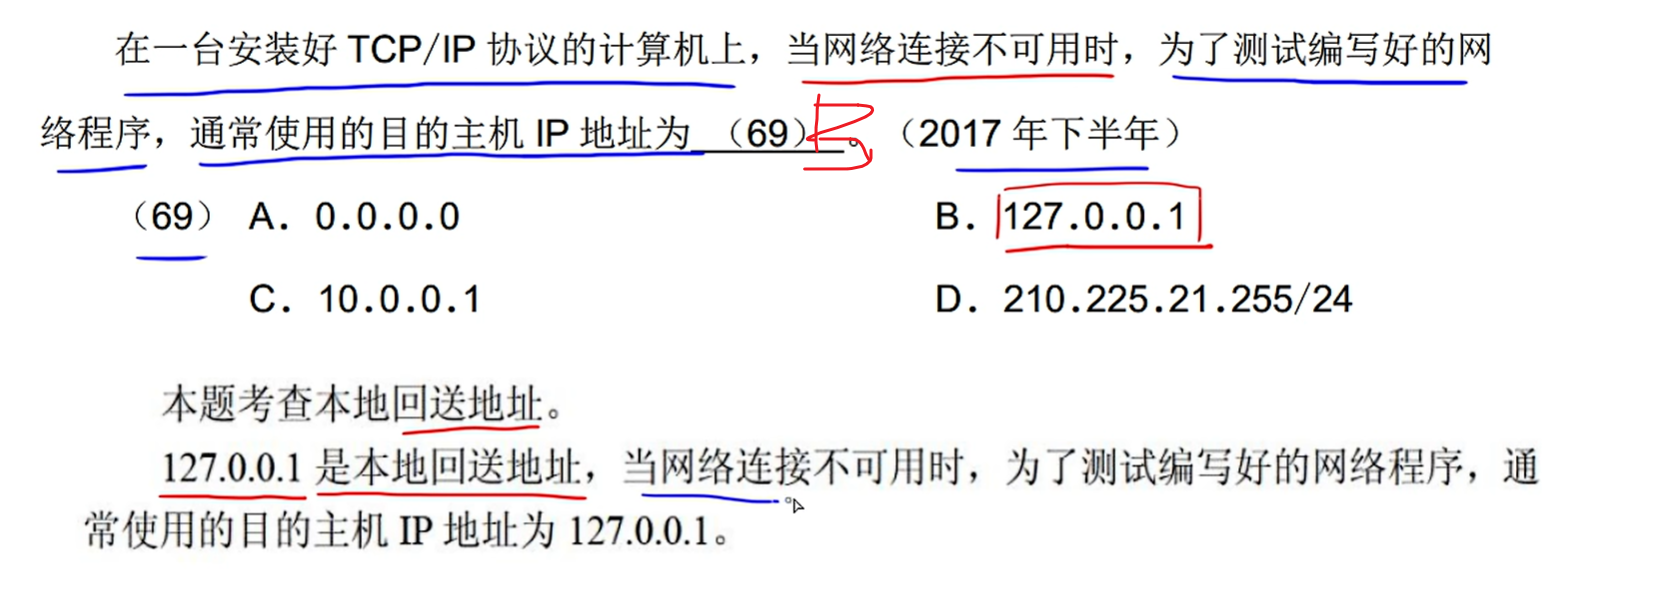 在一台安装好 TCP/IP 协议的计算机上，当网络连接不可用时，为了测试编写好的网
络程序，通常使用的目的主机 IP 地址为 （69）B。（2017 年下半年）
（69） A. 0.0.0.0 B. 127.0.0.1
C. 10.0.0.1 D. 210.225.21.255/24
本题考查本地回送地址。
127.0.0.1 是本地回送地址，当网络连接不可用时，为了测试编写好的网络程序，通
常使用的目的主机 IP 地址为 127.0.0.1。